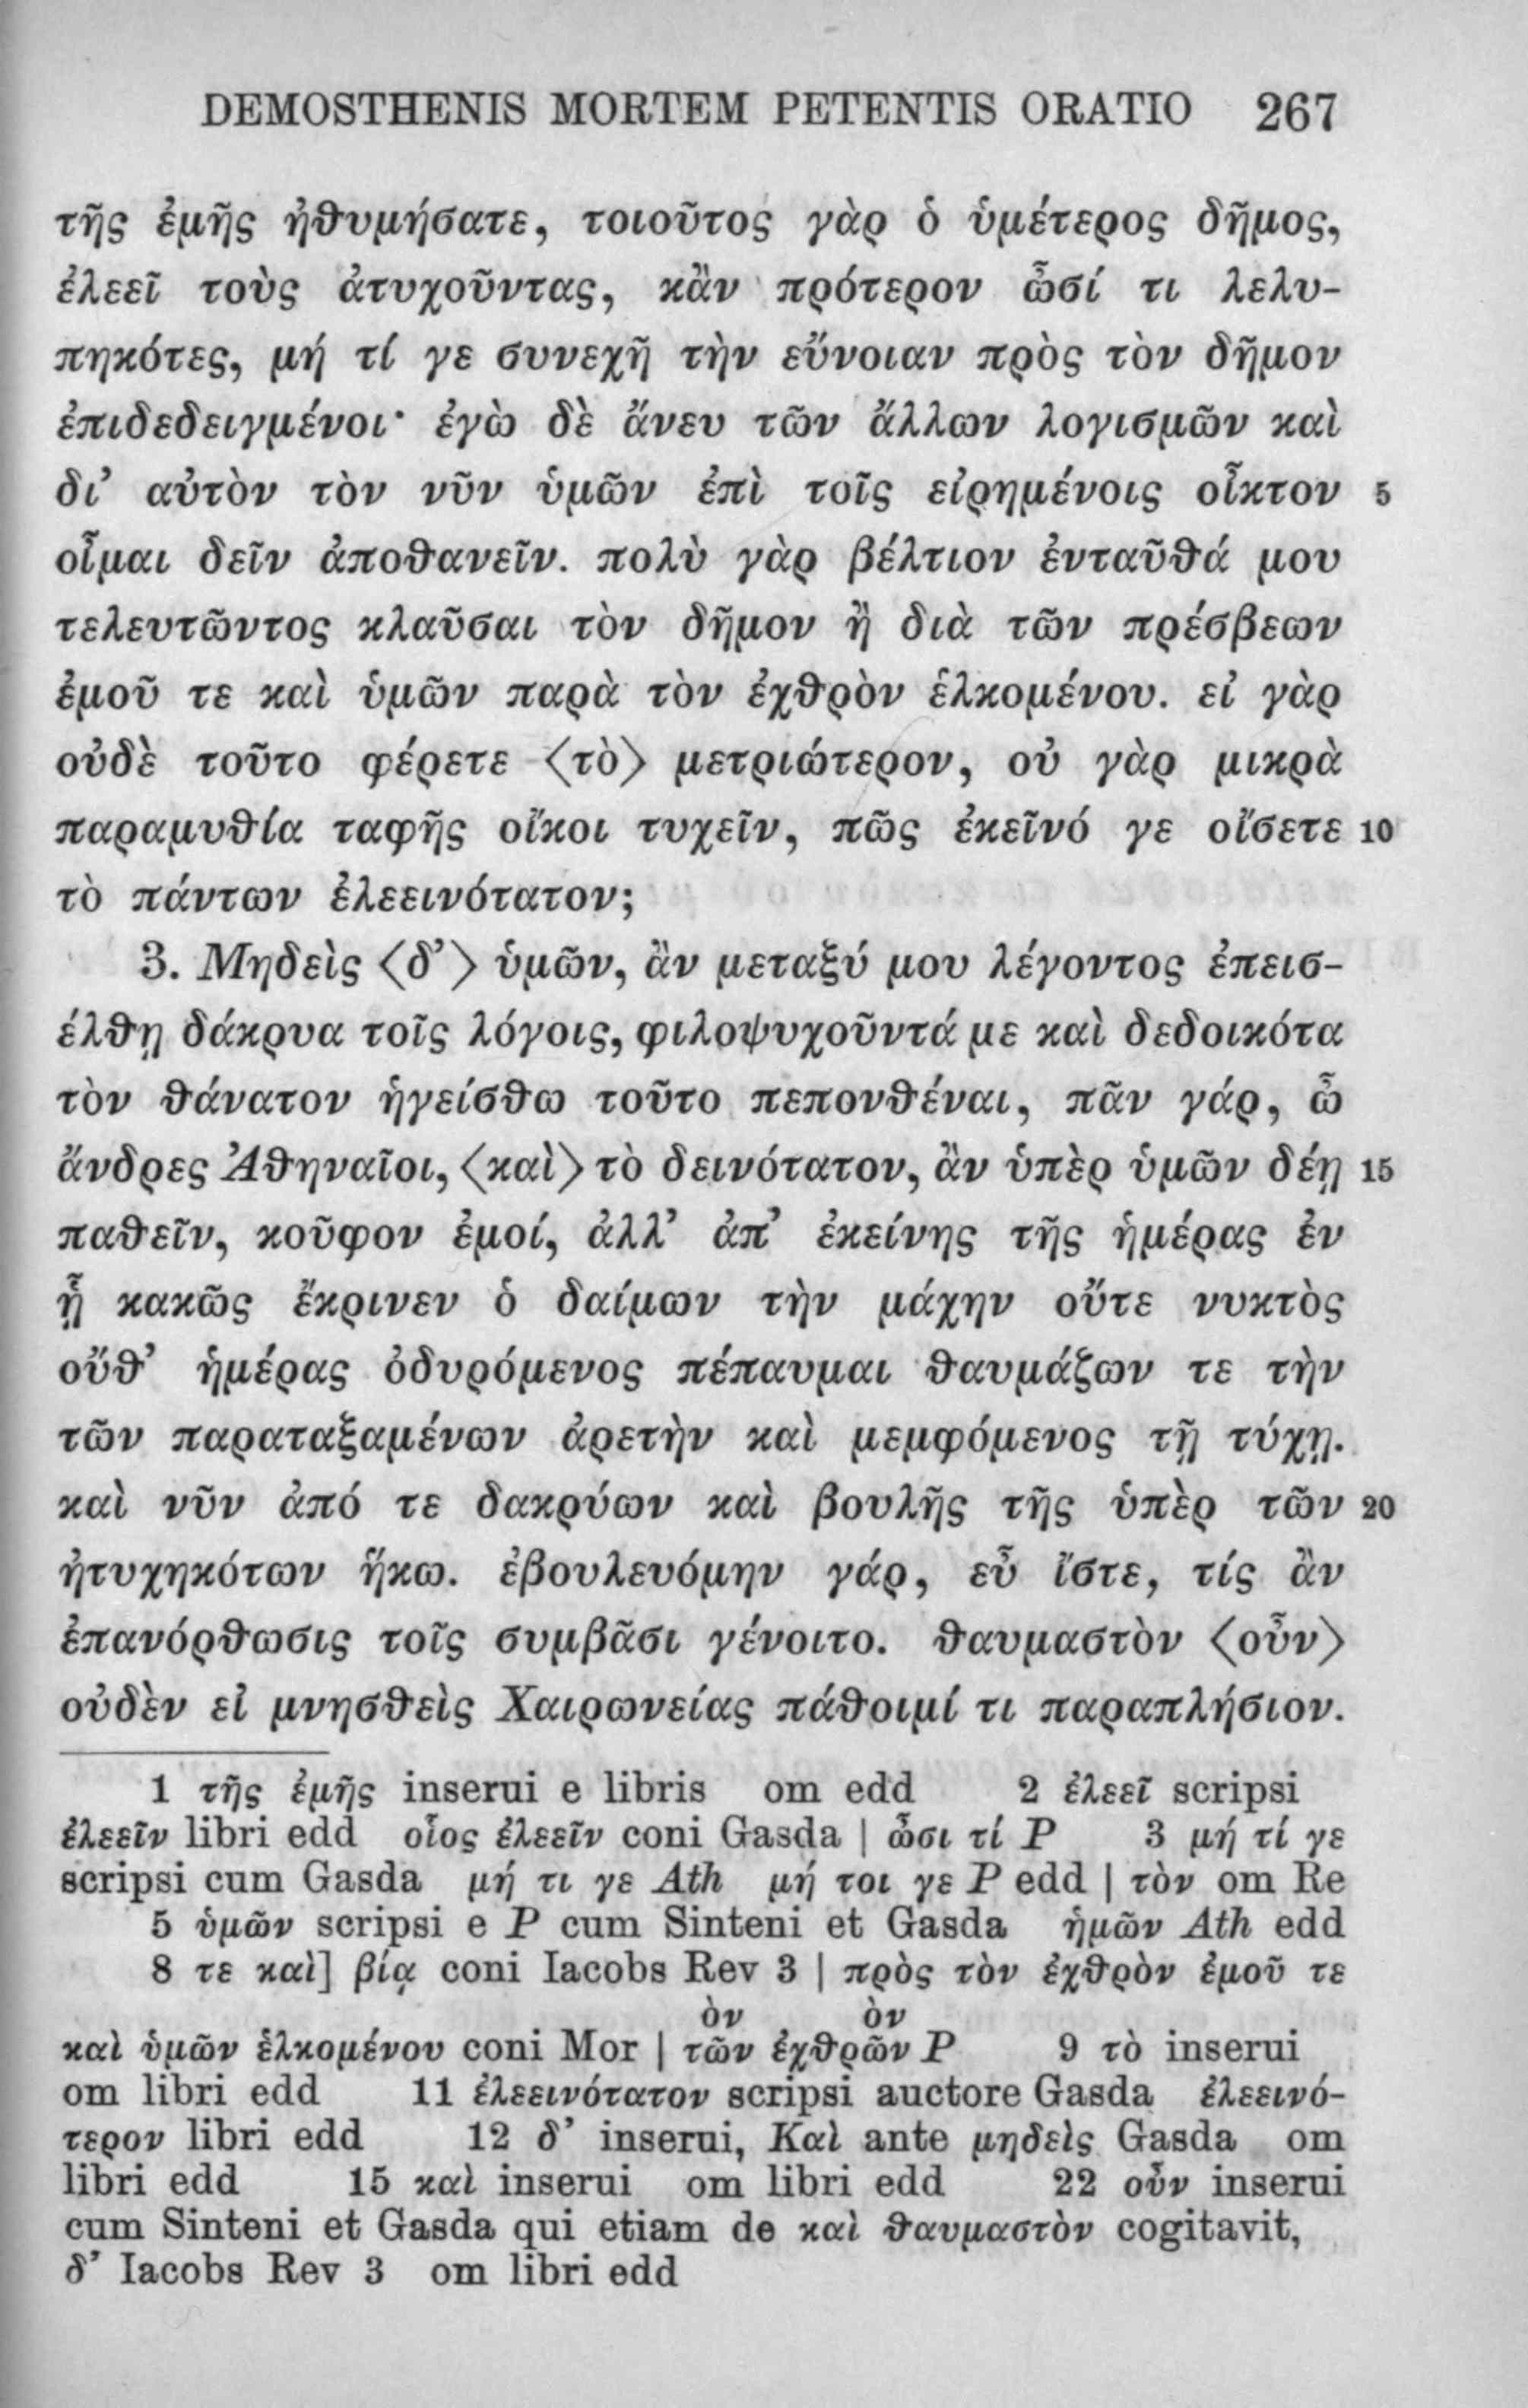 DEMOSTHENIS MORTEM PETENTIS ORATIO 267
τῆς ἐμῆς ἠθυμήσατε, τοιοῦτος γὰρ ὁ ὑμέτερος δῆμος,
ἐλεεῖ τοὺς ἀτυχοῦντας, κἂν πρότερον ὦσί τι λελυ-
πηκότες, μή τί γε συνεχῆ τὴν εὔνοιαν πρὸς τὸν δῆμον
ἐπιδεδειγμένοι· ἐγὼ δὲ ἄνευ τῶν ἄλλων λογισμῶν καὶ
δι’ αὐτὸν τὸν νῦν ὑμῶν ἐπὶ τοῖς εἰρημένοις οἶκτον 5
οἶμαι δεῖν ἀποθανεῖν. πολὺ γὰρ βέλτιον ἐνταῦθά μου
τελευτῶντος κλαῦσαι τὸν δῆμον ἢ διὰ τῶν πρέσβεων
ἐμοῦ τε καὶ ὑμῶν παρὰ τὸν ἐχθρὸν ἑλκομένου. εἰ γὰρ
οὐδὲ τοῦτο φέρετε ⟨τὸ⟩ μετριώτερον, οὐ γὰρ μικρὰ
παραμυθία ταφῆς οἴκοι τυχεῖν, πῶς ἐκεῖνό γε οἴσετε 10
τὸ πάντων ἐλεεινότατον;
3. Μηδεὶς ⟨δ’⟩ ὑμῶν, ἂν μεταξύ μου λέγοντος ἐπεισ-
έλθῃ δάκρυα τοῖς λόγοις, φιλοψυχοῦντά με καὶ δεδοικότα
τὸν θάνατον ἡγείσθω τοῦτο πεπονθέναι, πᾶν γάρ, ὦ
ἄνδρες Ἀθηναῖοι, ⟨καὶ⟩ τὸ δεινότατον, ἂν ὑπὲρ ὑμῶν δέῃ 15
παθεῖν, κοῦφον ἐμοί, ἀλλ’ ἀπ’ ἐκείνης τῆς ἡμέρας ἐν
ᾗ κακῶς ἔκρινεν ὁ δαίμων τὴν μάχην οὔτε νυκτὸς
οὔθ’ ἡμέρας ὀδυρόμενος πέπαυμαι θαυμάζων τε τὴν
τῶν παραταξαμένων ἀρετὴν καὶ μεμφόμενος τῇ τύχῃ.
καὶ νῦν ἀπό τε δακρύων καὶ βουλῆς τῆς ὑπὲρ τῶν 20
ἠτυχηκότων ἥκω. ἐβουλευόμην γάρ, εὖ ἴστε, τίς ἂν
ἐπανόρθωσις τοῖς συμβᾶσι γένοιτο. θαυμαστὸν ⟨οὖν⟩
οὐδὲν εἰ μνησθεὶς Χαιρωνείας πάθοιμί τι παραπλήσιον.
1 τῆς ἐμῆς inserui e libris om edd 2 ἐλεεῖ scripsi
ἐλεεῖν libri edd οἷος ἐλεεῖν coni Gasda | ὦσι τί P 3 μή τί γε
scripsi cum Gasda μή τι γε Ath μή τοι γε P edd | τὸν om Re
5 ὑμῶν scripsi e P cum Sinteni et Gasda ἡμῶν Ath edd
8 τε καὶ] βίᾳ coni Iacobs Rev 3 | πρὸς τὸν ἐχθρὸν ἐμοῦ τε
ὸν ὸν
καὶ ὑμῶν ἑλκομένου coni Mor | τῶν ἐχθρῶν P 9 τὸ inserui
om libri edd 11 ἐλεεινότατον scripsi auctore Gasda ἐλεεινό-
τερον libri edd 12 δ’ inserui, Καὶ ante μηδεὶς Gasda om
libri edd 15 καὶ inserui om libri edd 22 οὖν inserui
cum Sinteni et Gasda qui etiam de καὶ θαυμαστὸν cogitavit,
δ’ Iacobs Rev 3 om libri edd